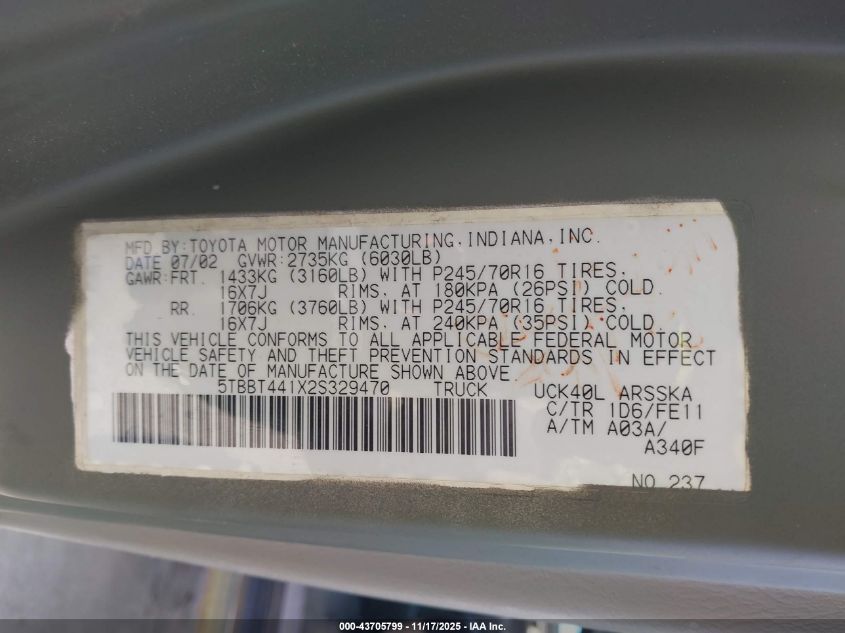 MFD BY:TOYOTA MOTOR MANUFACTURING,INDIANA,INC.
DATE 07/02 GVWR:2735KG (6030LB)
GAWR:FRT. 1433KG (3160LB) WITH P245/70R16 TIRES,
16X7J RIMS, AT 180KPA (26PSI) COLD.
RR. 1706KG (3760LB) WITH P245/70R16 TIRES,
16X7J RIMS, AT 240KPA (35PSI) COLD.
THIS VEHICLE CONFORMS TO ALL APPLICABLE FEDERAL MOTOR
VEHICLE SAFETY AND THEFT PREVENTION STANDARDS IN EFFECT
ON THE DATE OF MANUFACTURE SHOWN ABOVE.
5TBBT441X2S329470 TRUCK UCK40L ARSSKA
C/TR 1D6/FE11
A/TM A03A/
A340F
NO 237
000-43705799 — 11/17/2025 — IAA Inc.